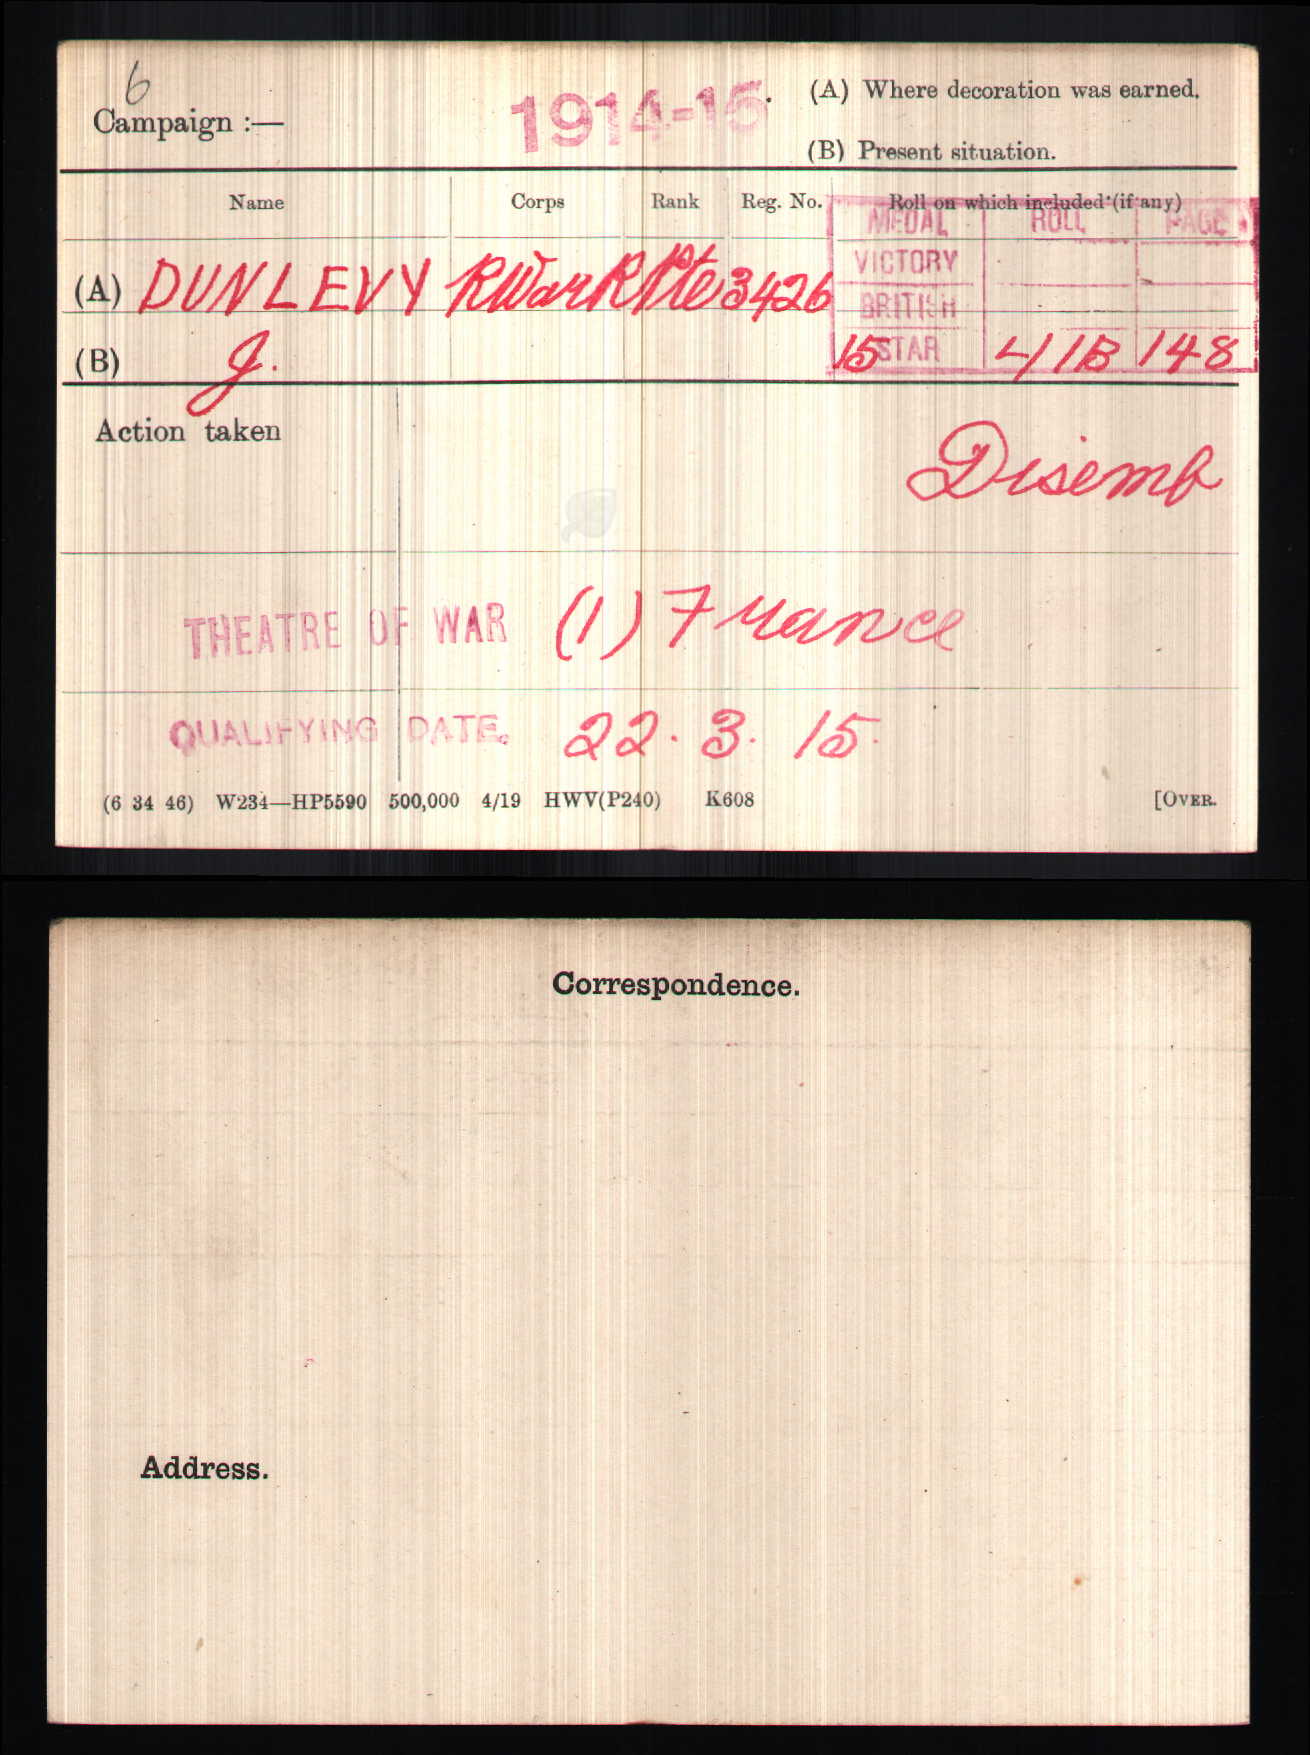 6
Campaign :—
1914-15.
(A) Where decoration was earned.
(B) Present situation.
Name Corps Rank Reg. No. Roll on which included (if any)
MEDAL ROLL PAGE
(A) DUNLEVY R War R Pte 3426
VICTORY
BRITISH
(B) J.
15 STAR 41B 148
Action taken
Disemb
THEATRE OF WAR (1) France
QUALIFYING DATE. 22. 3. 15.
(6 34 46) W234—HP5590 500,000 4/19 HWV(P240) K608 [OVER.
Correspondence.
Address.